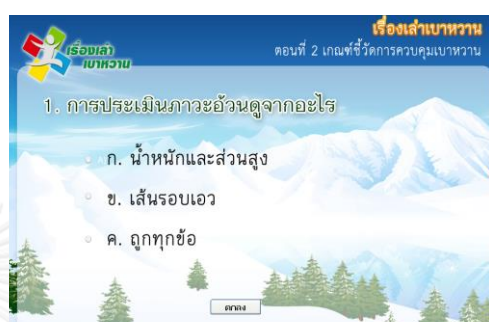 เรื่องเล่าเบาหวาน
ตอนที่ 2 เกณฑ์ชี้วัดการควบคุมเบาหวาน
เรื่องเล่า
เบาหวาน
1. การประเมินภาวะอ้วนดูจากอะไร
ก. น้ำหนักและส่วนสูง
ข. เส้นรอบเอว
ค. ถูกทุกข้อ
ตกลง